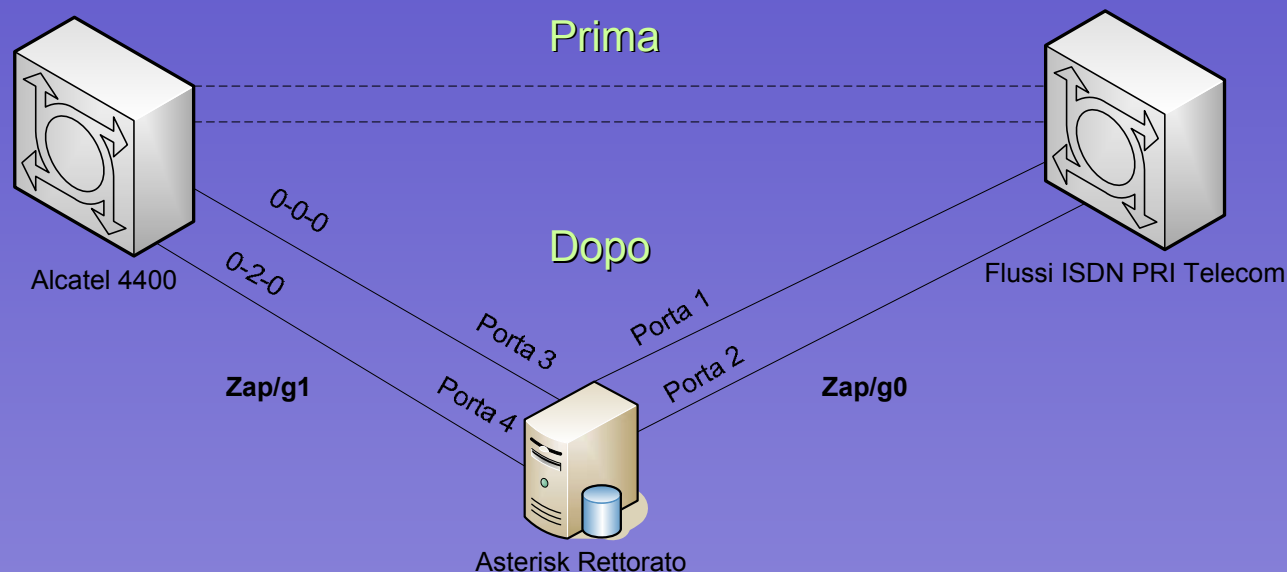 Prima
0-0-0
Dopo
Alcatel 4400
0-2-0
Flussi ISDN PRI Telecom
Porta 1
Porta 3
Porta 2
Zap/g1
Porta 4
Zap/g0
Asterisk Rettorato